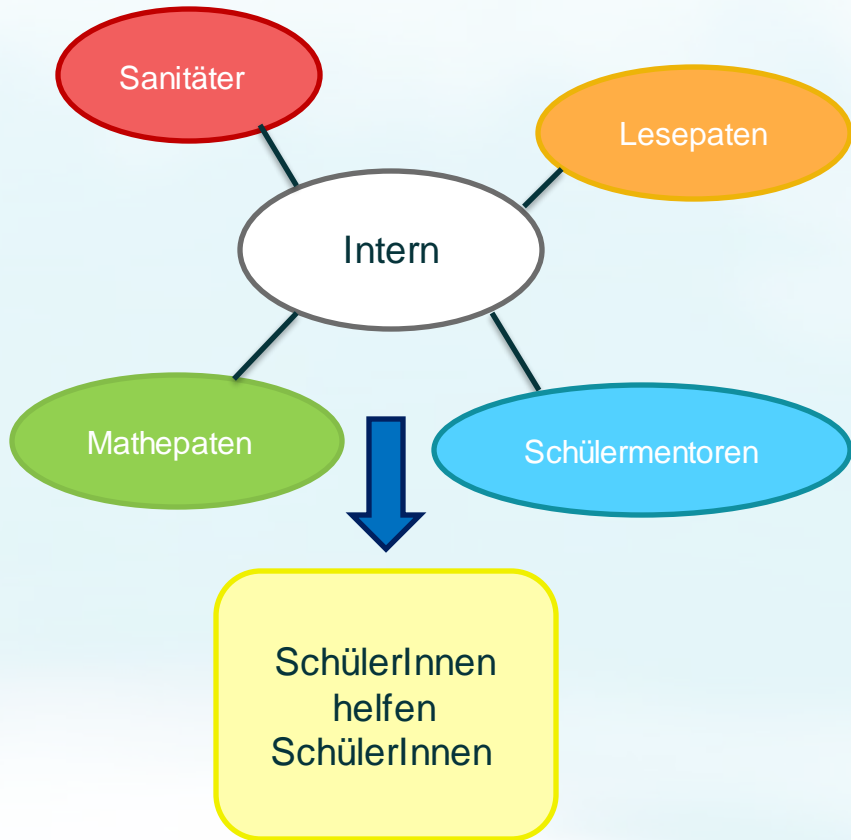 Sanitäter
Lesepaten
Intern
Mathepaten
Schülermentoren
SchülerInnen
helfen
SchülerInnen